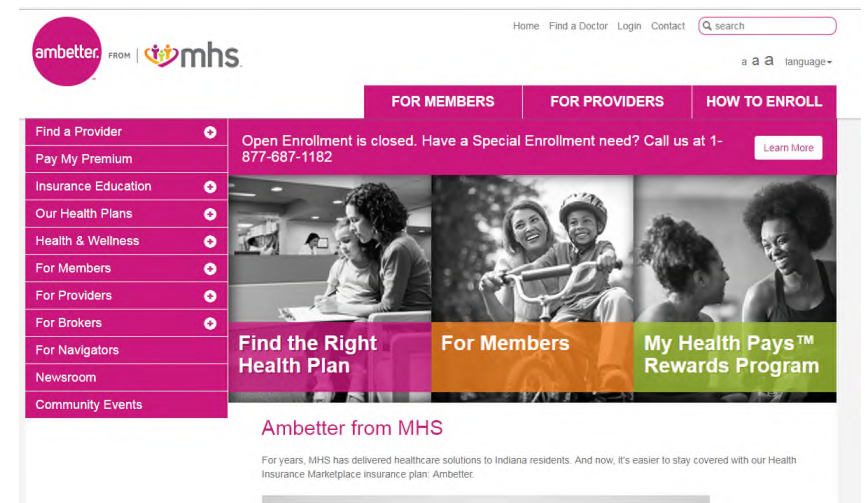 Home Find a Doctor Login Contact search
ambetter. FROM mhs
a a a language
FOR MEMBERS FOR PROVIDERS HOW TO ENROLL
Find a Provider
Pay My Premium
Insurance Education
Our Health Plans
Health & Wellness
For Members
For Providers
For Brokers
For Navigators
Newsroom
Community Events
Open Enrollment is closed. Have a Special Enrollment need? Call us at 1-
877-687-1182
Learn More
Find the Right
Health Plan
For Members
My Health Pays™
Rewards Program
Ambetter from MHS
For years, MHS has delivered healthcare solutions to Indiana residents. And now, it's easier to stay covered with our Health
Insurance Marketplace insurance plan: Ambetter.